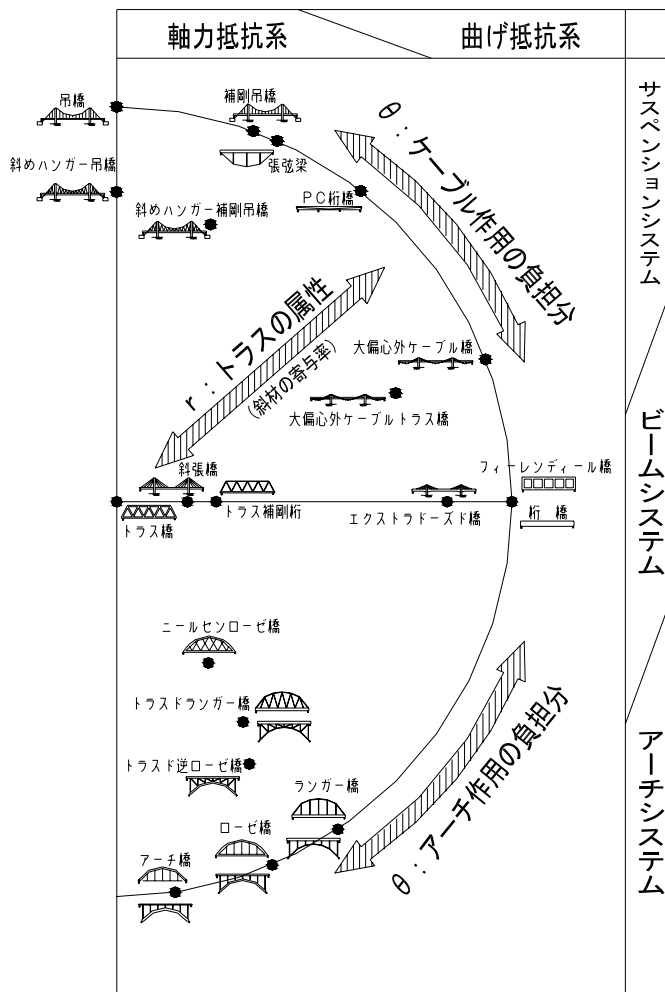 軸力抵抗系
曲げ抵抗系
サスペンションシステム
ビームシステム
アーチシステム
吊橋
補剛吊橋
張弦梁
斜めハンガー吊橋
斜めハンガー補剛吊橋
PC桁橋
θ：ケーブル作用の負担分
r：トラスの属性
(斜材の寄与率)
大偏心外ケーブル橋
大偏心外ケーブルトラス橋
斜張橋
トラス橋
トラス補剛桁
エクストラドーズド橋
フィーレンディール橋
桁橋
ニールセンローゼ橋
トラスドランガー橋
トラスド逆ローゼ橋
ランガー橋
ローゼ橋
アーチ橋
θ：アーチ作用の負担分